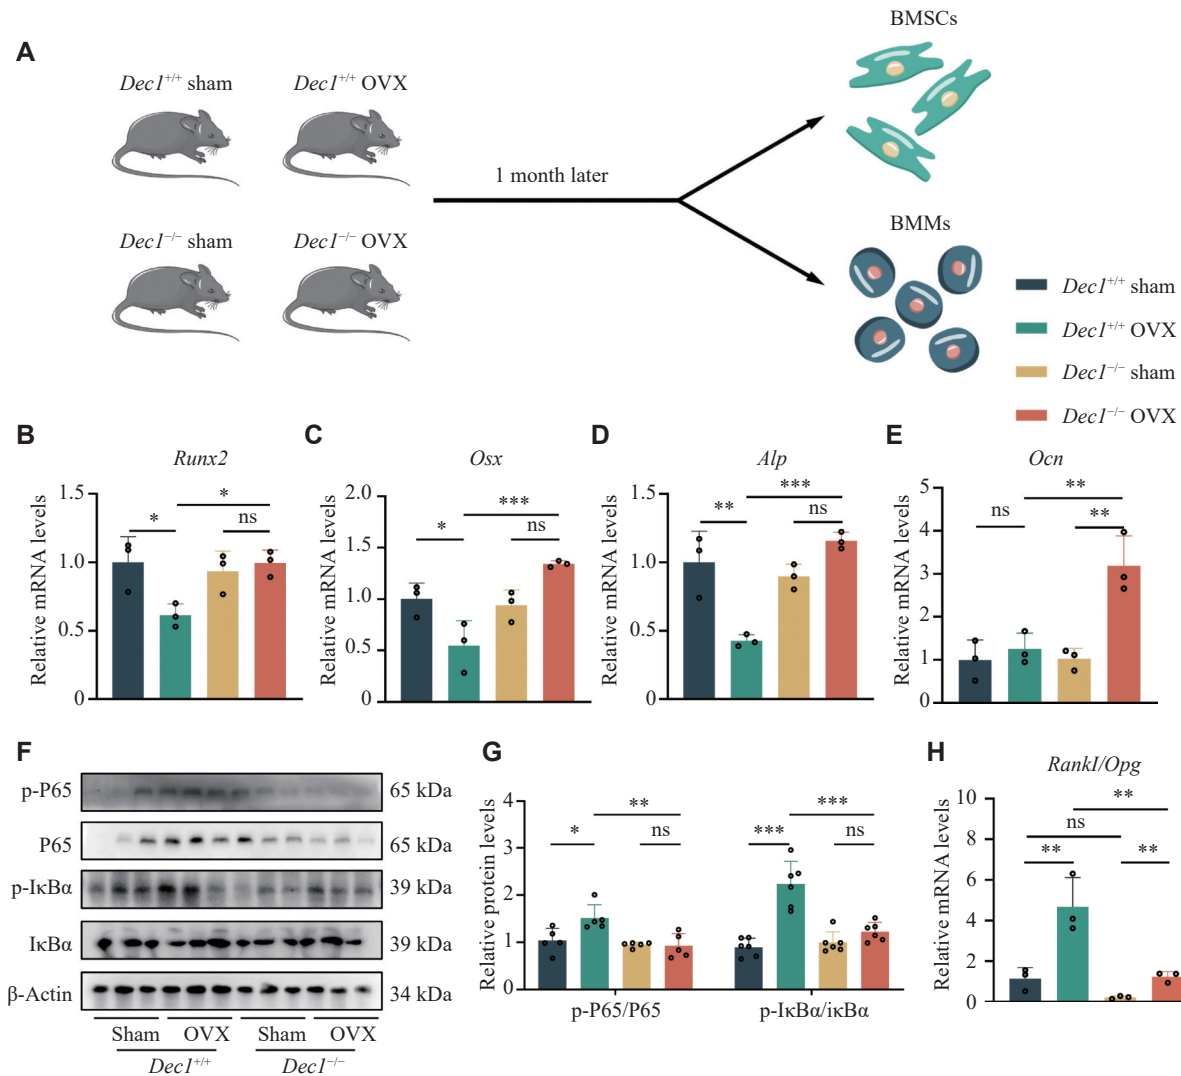 A
Dec1+/+ sham
Dec1+/+ OVX
Dec1−/− sham
Dec1−/− OVX
1 month later
BMSCs
BMMs
Dec1+/+ sham
Dec1+/+ OVX
Dec1−/− sham
Dec1−/− OVX
B
Runx2
Relative mRNA levels
1.5
1.0
0.5
0
*
*
ns
C
Osx
Relative mRNA levels
2.0
1.5
1.0
0.5
0
***
*
ns
D
Alp
Relative mRNA levels
1.5
1.0
0.5
0
***
**
ns
E
Ocn
Relative mRNA levels
5
4
3
2
1
0
**
ns
**
F
p-P65
65 kDa
P65
65 kDa
p-IκBα
39 kDa
IκBα
39 kDa
β-Actin
34 kDa
Sham OVX Sham OVX
Dec1+/+ Dec1−/−
G
Relative protein levels
4
3
2
1
0
**
*
ns
***
***
ns
p-P65/P65
p-IκBα/iκBα
H
Rankl/Opg
Relative mRNA levels
10
8
6
4
2
0
**
ns
**
**